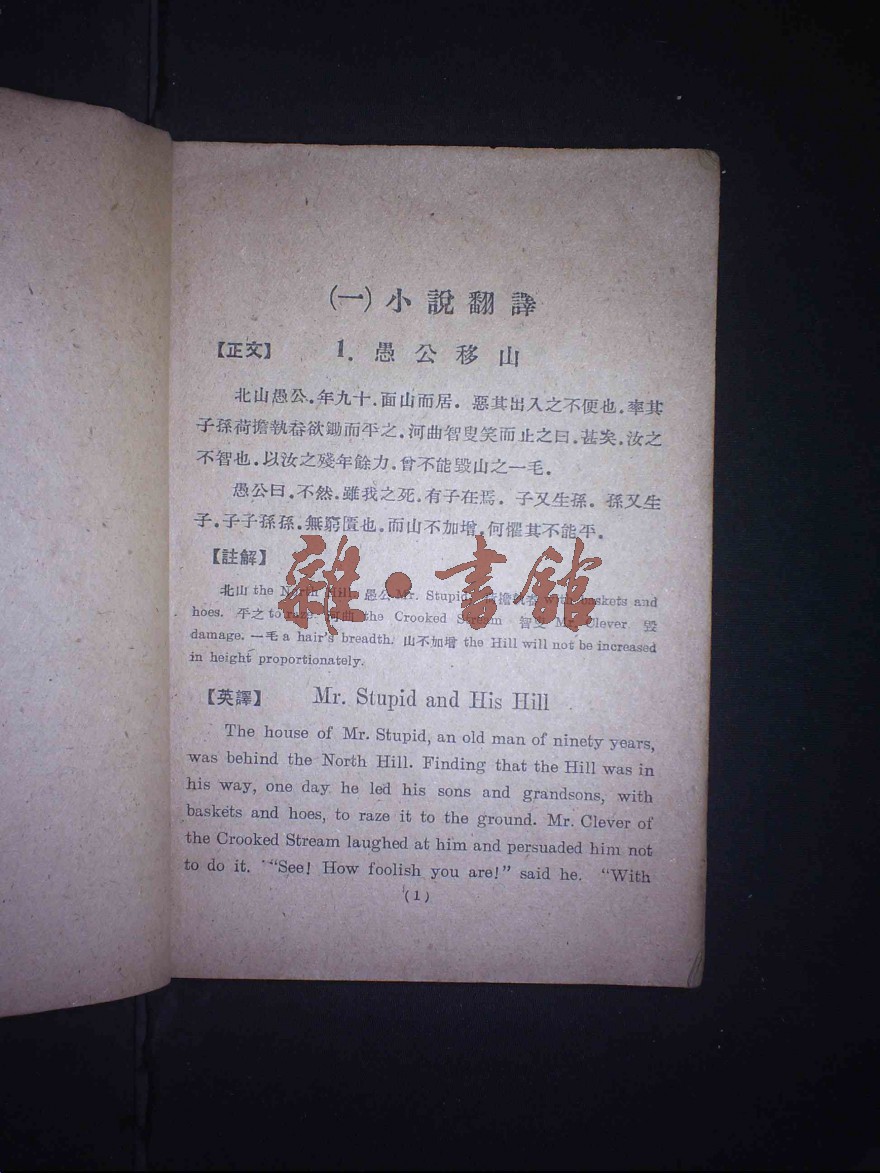 (一) 小說翻譯
【正文】 1. 愚公移山
北山愚公．年九十．面山而居．惡其出入之不便也．率其
子孫荷擔執畚欲鋤而平之．河曲智叟笑而止之曰．甚矣．汝之
不智也．以汝之殘年餘力．曾不能毀山之一毛．
愚公曰．不然．雖我之死．有子在焉．子又生孫．孫又生
子．子子孫孫．無窮匱也．而山不加增．何懼其不能平．
【註解】
北山 the North Hill. 愚公 Mr. Stupid. 荷擔執畚 with baskets and
hoes. 平之 to raze. 河曲 the Crooked Stream 智叟 Mr. Clever 毀
damage. 一毛 a hair's breadth. 山不加增 the Hill will not be increased
in height proportionately.
雜·書館
【英譯】 Mr. Stupid and His Hill
The house of Mr. Stupid, an old man of ninety years,
was behind the North Hill. Finding that the Hill was in
his way, one day he led his sons and grandsons, with
baskets and hoes, to raze it to the ground. Mr. Clever of
the Crooked Stream laughed at him and persuaded him not
to do it. "See! How foolish you are!" said he. "With
(1)